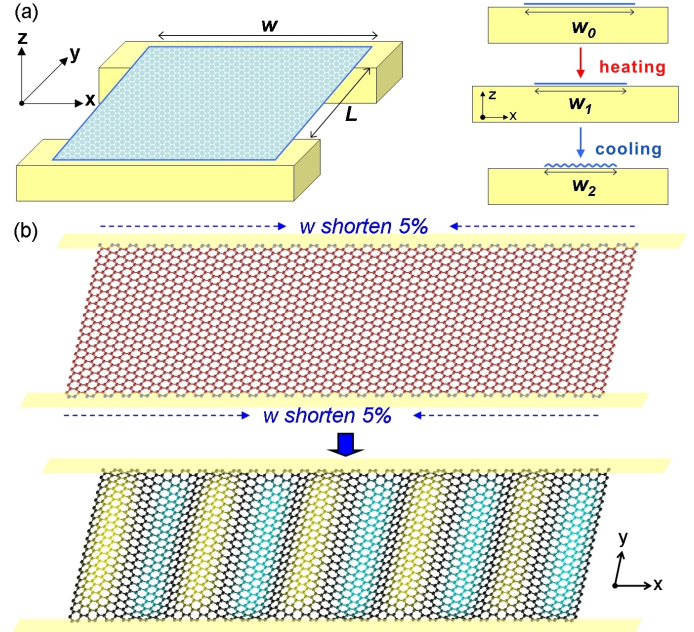 (a)
z
y
x
w
L
w0
heating
z
x
w1
cooling
w2
(b)
w shorten 5%
w shorten 5%
y
x